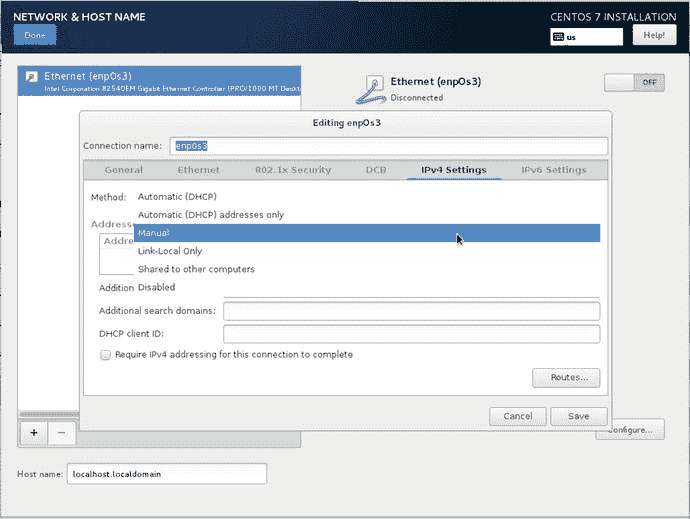 NETWORK & HOST NAME
CENTOS 7 INSTALLATION
Done
us
Help!
Ethernet (enp0s3)
Intel Corporation 82540EM Gigabit Ethernet Controller (PRO/1000 MT Deskt
Ethernet (enp0s3)
Disconnected
OFF
Editing enp0s3
Connection name: enp0s3
General Ethernet 802.1x Security DCB IPv4 Settings IPv6 Settings
Method: Automatic (DHCP)
Automatic (DHCP) addresses only
Address
Manual
Addre
Link-Local Only
Shared to other computers
Addition Disabled
Additional search domains:
DHCP client ID:
Require IPv4 addressing for this connection to complete
Routes...
Cancel Save
+ − Configure...
Host name: localhost.localdomain